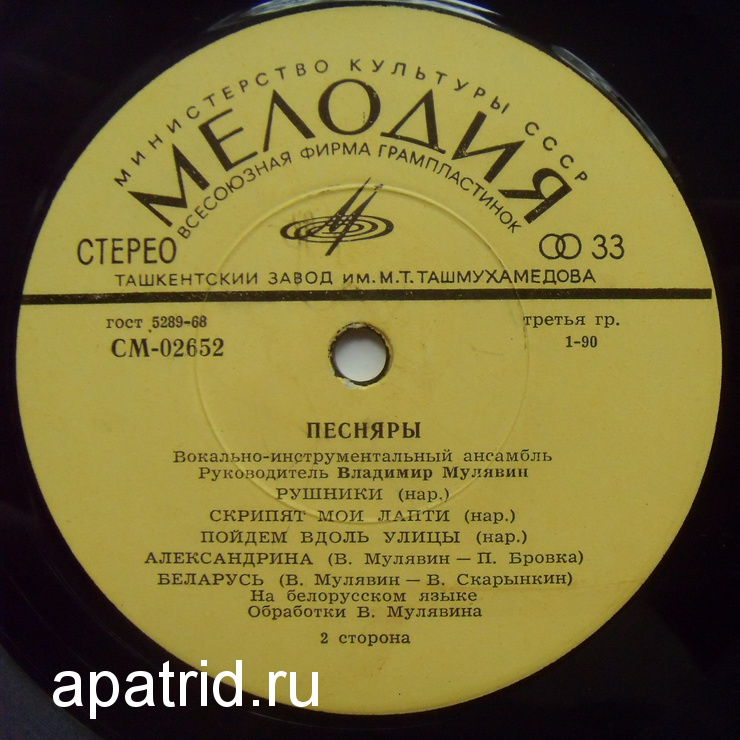 МИНИСТЕРСТВО КУЛЬТУРЫ СССР
МЕЛОДИЯ
ВСЕСОЮЗНАЯ ФИРМА ГРАМПЛАСТИНОК
СТЕРЕО
33
ТАШКЕНТСКИЙ ЗАВОД ИМ. М.Т. ТАШМУХАМЕДОВА
гост 5289-68
третья гр.
СМ-02652
1-90
ПЕСНЯРЫ
Вокально-инструментальный ансамбль
Руководитель Владимир Мулявин
РУШНИКИ (нар.)
СКРИПЯТ МОИ ЛАПТИ (нар.)
ПОЙДЕМ ВДОЛЬ УЛИЦЫ (нар.)
АЛЕКСАНДРИНА (В. Мулявин — П. Бровка)
БЕЛАРУСЬ (В. Мулявин — В. Скарынкин)
На белорусском языке
Обработки В. Мулявина
2 сторона
apatrid.ru